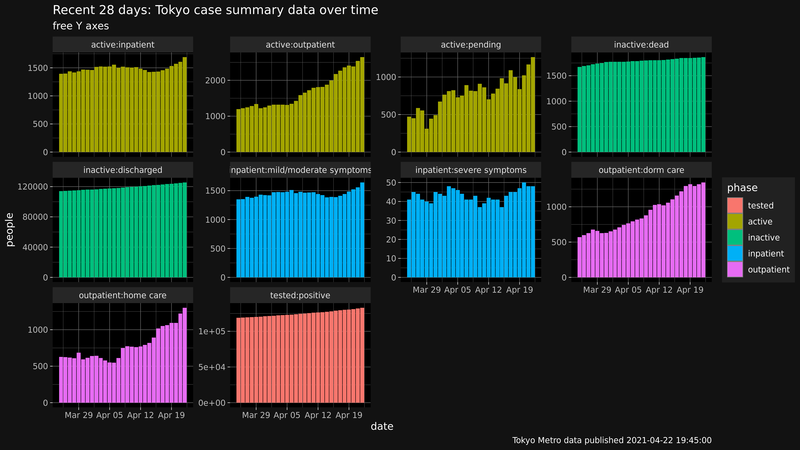 Recent 28 days: Tokyo case summary data over time
free Y axes
active:inpatient
active:outpatient
active:pending
inactive:dead
1500
1000
500
0
2000
1000
0
1000
500
0
1500
1000
500
0
inactive:discharged
npatient:mild/moderate symptoms
inpatient:severe symptoms
outpatient:dorm care
120000
80000
40000
0
1500
1000
500
0
50
40
30
20
10
0
1000
500
0
Mar 29 Apr 05 Apr 12 Apr 19
Mar 29 Apr 05 Apr 12 Apr 19
outpatient:home care
tested:positive
1000
500
0
1e+05
5e+04
0e+00
Mar 29 Apr 05 Apr 12 Apr 19
Mar 29 Apr 05 Apr 12 Apr 19
people
date
phase
tested
active
inactive
inpatient
outpatient
Tokyo Metro data published 2021-04-22 19:45:00